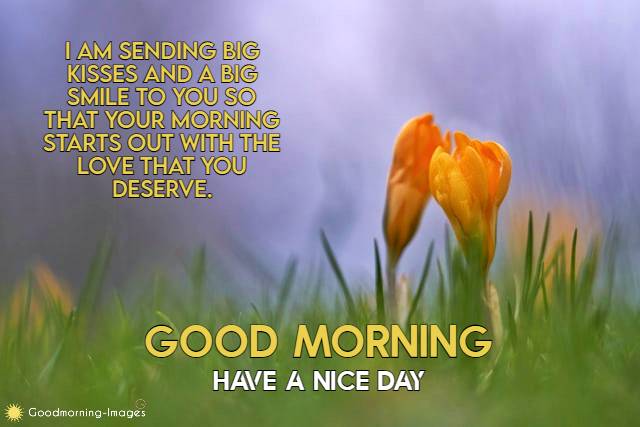 I AM SENDING BIG
KISSES AND A BIG
SMILE TO YOU SO
THAT YOUR MORNING
STARTS OUT WITH THE
LOVE THAT YOU
DESERVE.
GOOD MORNING
HAVE A NICE DAY
Goodmorning-Images